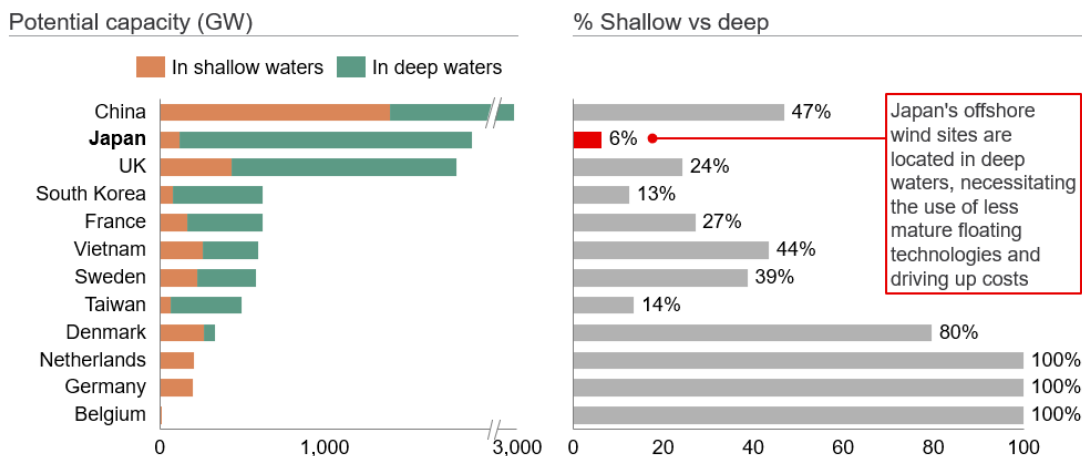 Potential capacity (GW)
% Shallow vs deep
In shallow waters
In deep waters
China
Japan
UK
South Korea
France
Vietnam
Sweden
Taiwan
Denmark
Netherlands
Germany
Belgium
0
1,000
3,000
47%
6%
24%
13%
27%
44%
39%
14%
80%
100%
100%
100%
0
20
40
60
80
100
Japan's offshore
wind sites are
located in deep
waters, necessitating
the use of less
mature floating
technologies and
driving up costs